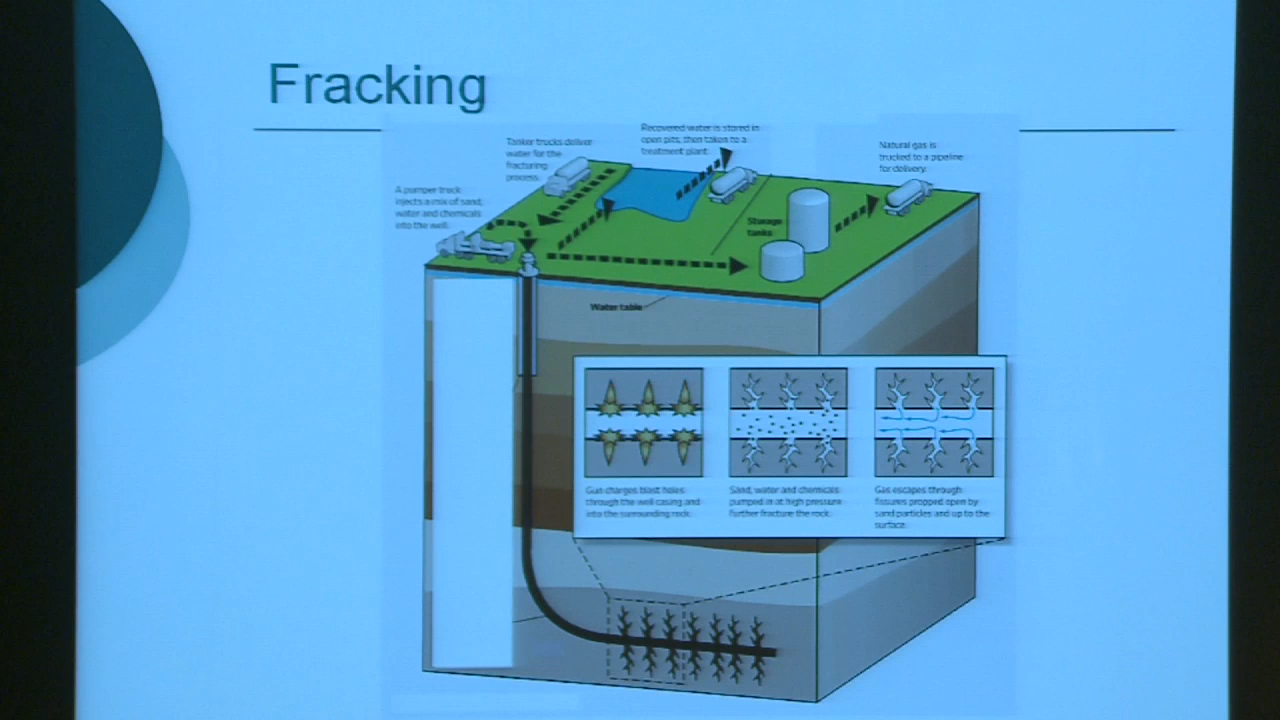 Fracking
Tanker trucks deliver
water for the
fracturing
process.
Recovered water is stored in
open pits, then taken to a
treatment plant.
Natural gas is
trucked to a pipeline
for delivery.
A pumper truck
injects a mix of sand,
water and chemicals
into the well.
Storage
tanks
Water table
Gun charges blast holes
through the well casing and
into the surrounding rock.
Sand, water and chemicals
pumped in at high pressure
further fracture the rock.
Gas escapes through
fissures propped open by
sand particles and up to the
surface.